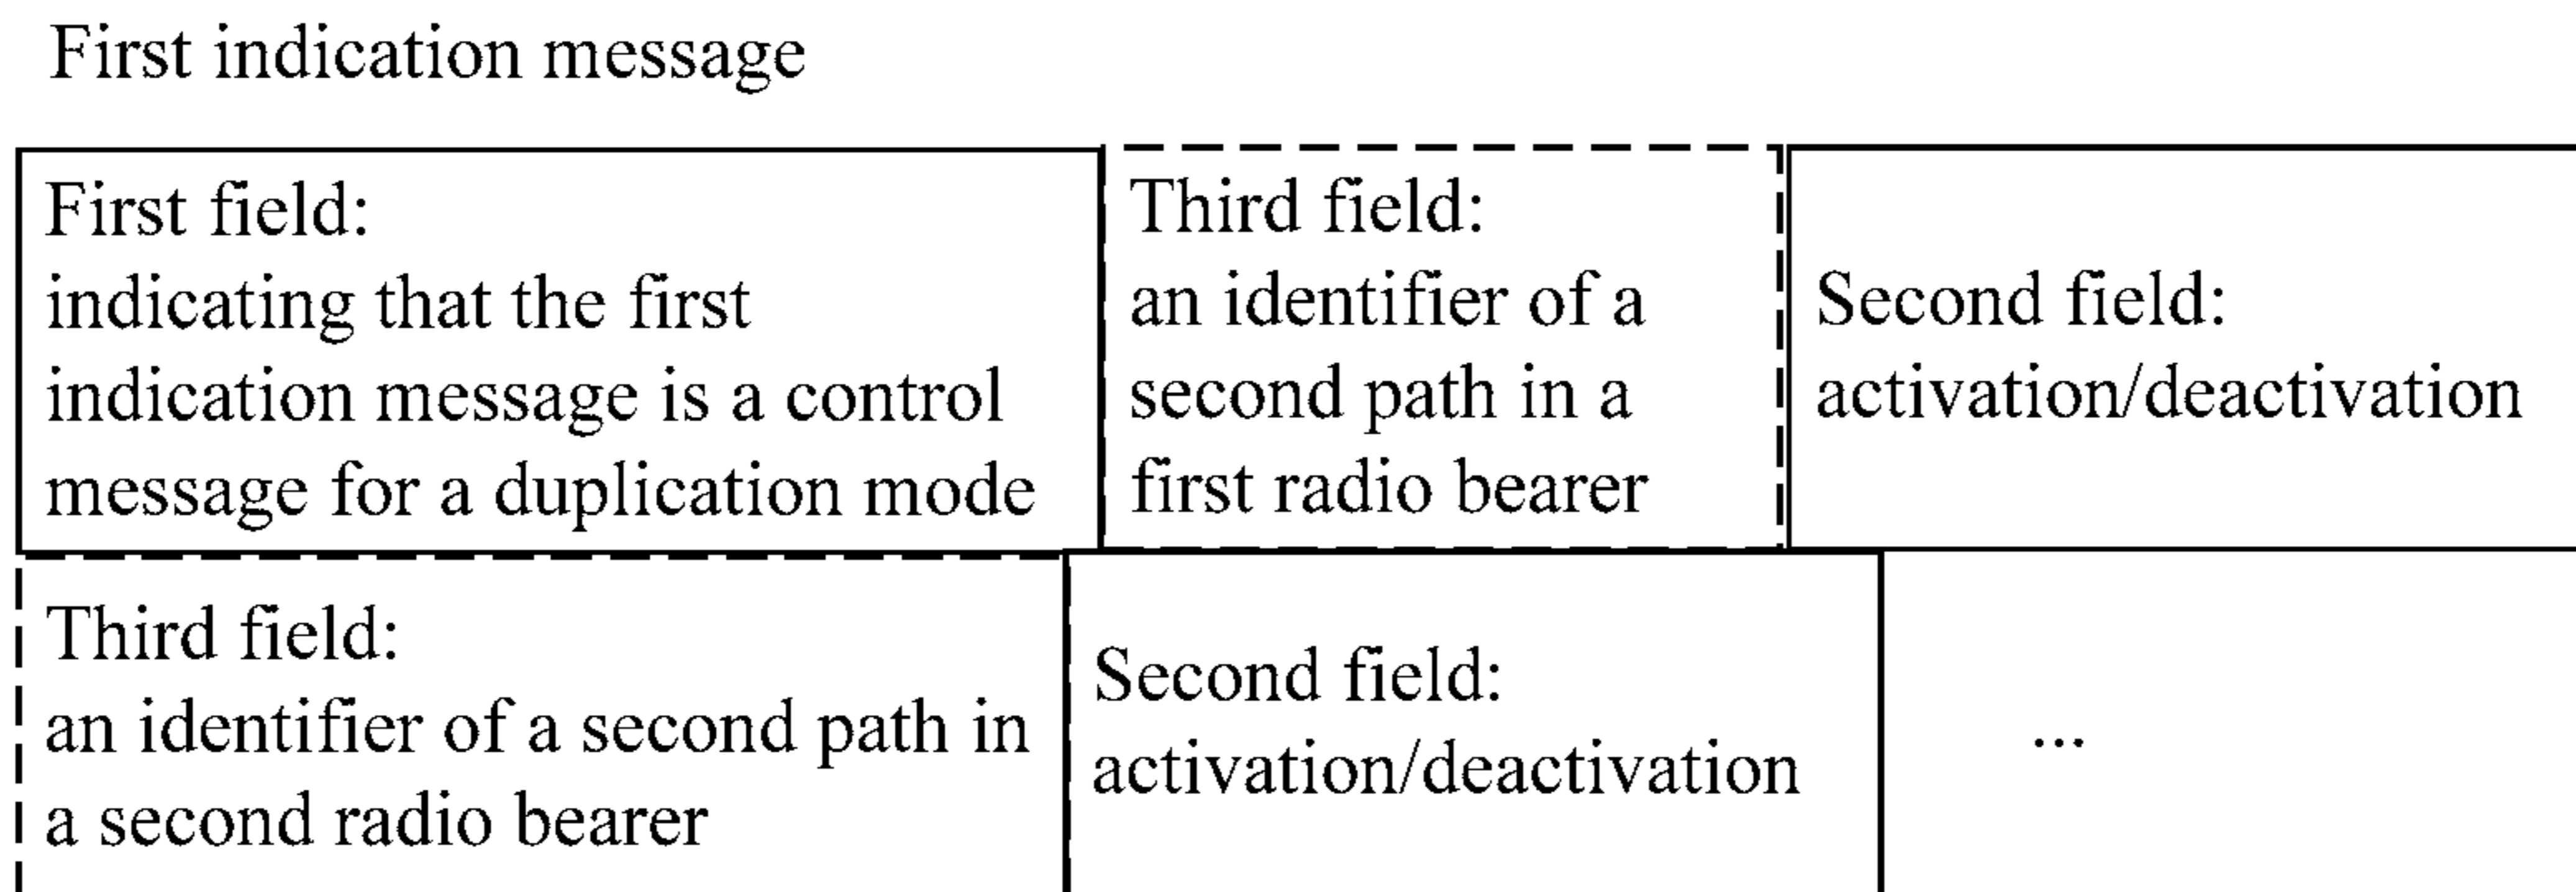 First indication message
First field:
indicating that the first
indication message is a control
message for a duplication mode
Third field:
an identifier of a
second path in a
first radio bearer
Second field:
activation/deactivation
Third field:
an identifier of a second path in
a second radio bearer
Second field:
activation/deactivation
...